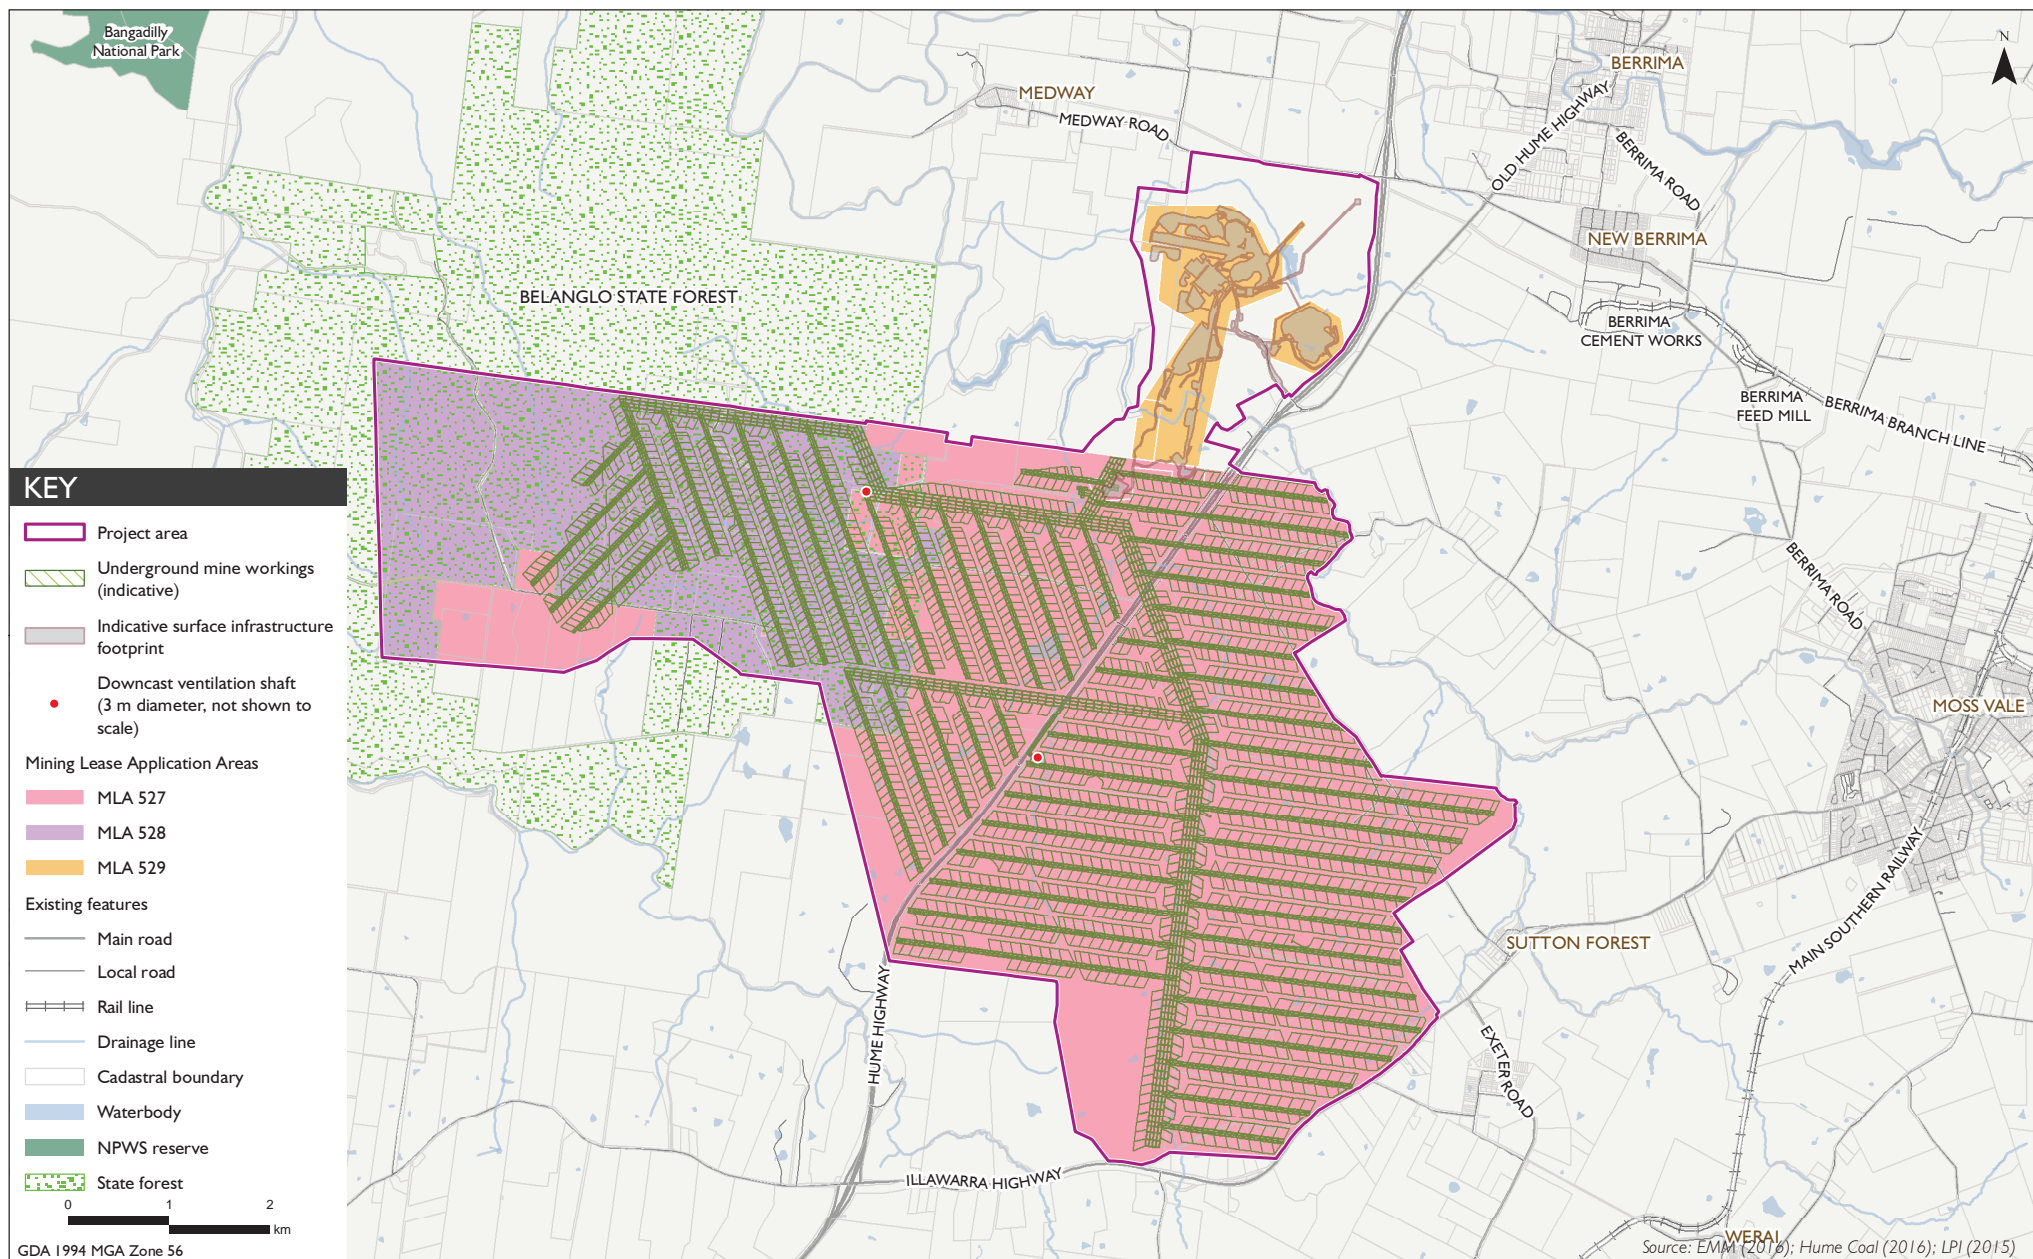 Bangadilly
National Park
N
BERRIMA
MEDWAY
MEDWAY ROAD
OLD HUME HIGHWAY
BERRIMA ROAD
NEW BERRIMA
BELANGLO STATE FOREST
BERRIMA
CEMENT WORKS
BERRIMA
FEED MILL
BERRIMA BRANCH LINE
BERRIMA ROAD
MOSS VALE
MAIN SOUTHERN RAILWAY
SUTTON FOREST
EXETER ROAD
HUME HIGHWAY
ILLAWARRA HIGHWAY
WERAI
KEY
Project area
Underground mine workings
(indicative)
Indicative surface infrastructure
footprint
Downcast ventilation shaft
(3 m diameter, not shown to
scale)
Mining Lease Application Areas
MLA 527
MLA 528
MLA 529
Existing features
Main road
Local road
Rail line
Drainage line
Cadastral boundary
Waterbody
NPWS reserve
State forest
0 1 2
km
GDA 1994 MGA Zone 56
Source: EMM (2016); Hume Coal (2016); LPI (2015)